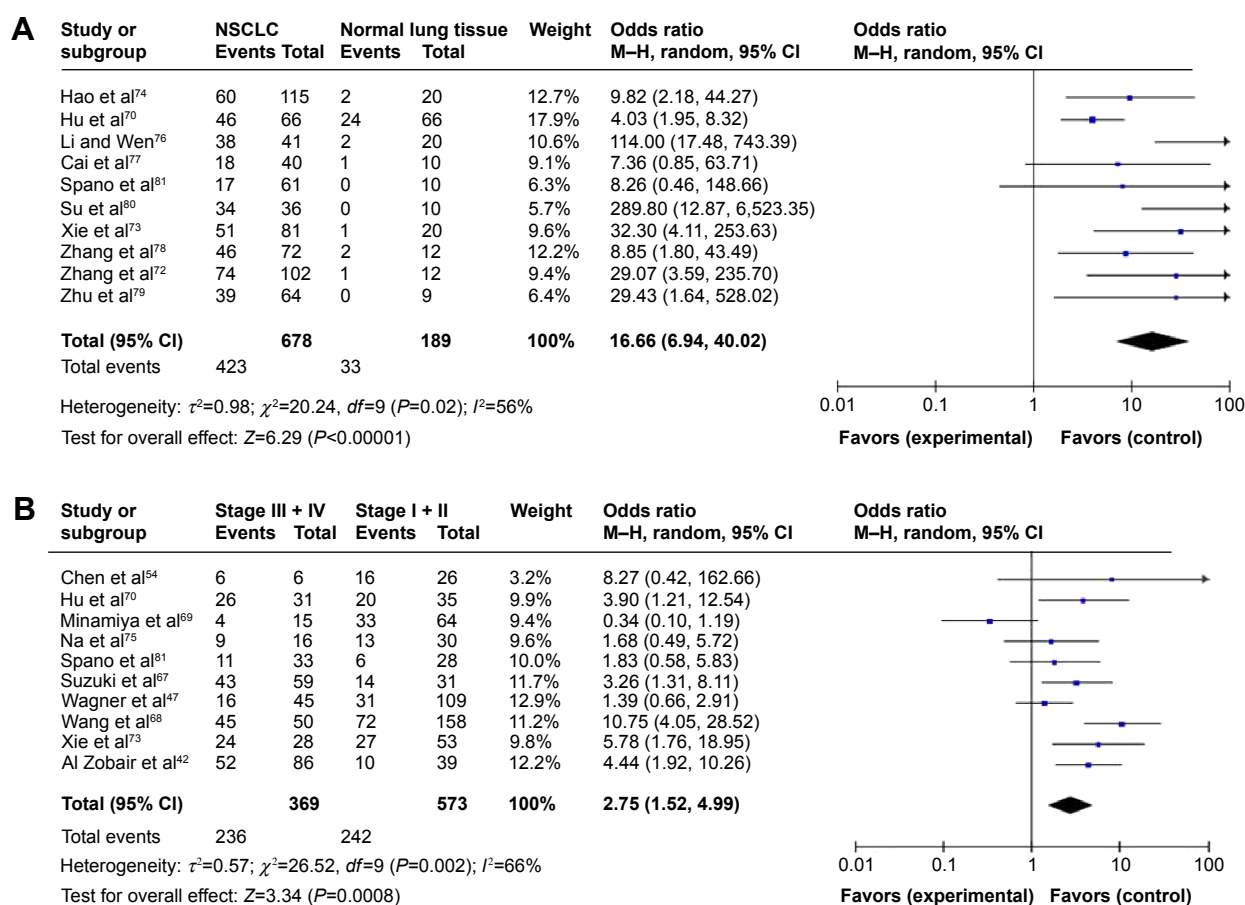 A
Study or NSCLC Normal lung tissue Weight Odds ratio Odds ratio
subgroup Events Total Events Total M–H, random, 95% CI M–H, random, 95% CI
Hao et al74 60 115 2 20 12.7% 9.82 (2.18, 44.27)
Hu et al70 46 66 24 66 17.9% 4.03 (1.95, 8.32)
Li and Wen76 38 41 2 20 10.6% 114.00 (17.48, 743.39)
Cai et al77 18 40 1 10 9.1% 7.36 (0.85, 63.71)
Spano et al81 17 61 0 10 6.3% 8.26 (0.46, 148.66)
Su et al80 34 36 0 10 5.7% 289.80 (12.87, 6,523.35)
Xie et al73 51 81 1 20 9.6% 32.30 (4.11, 253.63)
Zhang et al78 46 72 2 12 12.2% 8.85 (1.80, 43.49)
Zhang et al72 74 102 1 12 9.4% 29.07 (3.59, 235.70)
Zhu et al79 39 64 0 9 6.4% 29.43 (1.64, 528.02)
Total (95% CI) 678 189 100% 16.66 (6.94, 40.02)
Total events 423 33
Heterogeneity: τ²=0.98; χ²=20.24, df=9 (P=0.02); I²=56%
Test for overall effect: Z=6.29 (P<0.00001)
0.01 0.1 1 10 100
Favors (experimental) Favors (control)
B
Study or Stage III + IV Stage I + II Weight Odds ratio Odds ratio
subgroup Events Total Events Total M–H, random, 95% CI M–H, random, 95% CI
Chen et al54 6 6 16 26 3.2% 8.27 (0.42, 162.66)
Hu et al70 26 31 20 35 9.9% 3.90 (1.21, 12.54)
Minamiya et al69 4 15 33 64 9.4% 0.34 (0.10, 1.19)
Na et al75 9 16 13 30 9.6% 1.68 (0.49, 5.72)
Spano et al81 11 33 6 28 10.0% 1.83 (0.58, 5.83)
Suzuki et al67 43 59 14 31 11.7% 3.26 (1.31, 8.11)
Wagner et al47 16 45 31 109 12.9% 1.39 (0.66, 2.91)
Wang et al68 45 50 72 158 11.2% 10.75 (4.05, 28.52)
Xie et al73 24 28 27 53 9.8% 5.78 (1.76, 18.95)
Al Zobair et al42 52 86 10 39 12.2% 4.44 (1.92, 10.26)
Total (95% CI) 369 573 100% 2.75 (1.52, 4.99)
Total events 236 242
Heterogeneity: τ²=0.57; χ²=26.52, df=9 (P=0.002); I²=66%
Test for overall effect: Z=3.34 (P=0.0008)
0.01 0.1 1 10 100
Favors (experimental) Favors (control)